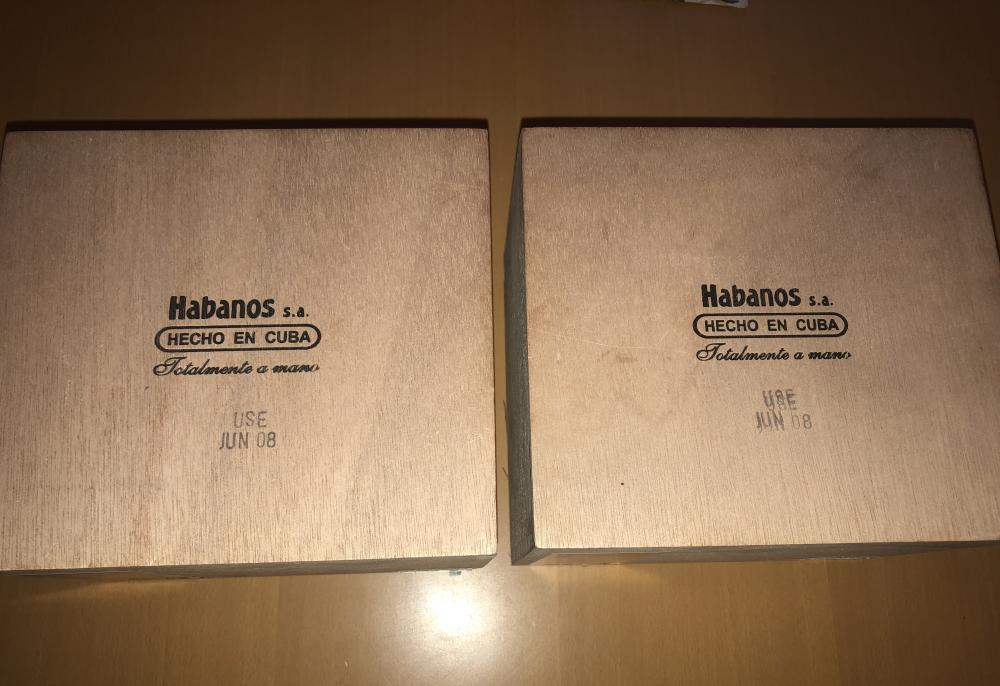 Habanos s.a.
HECHO EN CUBA
Totalmente a mano
USE
JUN 08
Habanos s.a.
HECHO EN CUBA
Totalmente a mano
USE
JUN 08